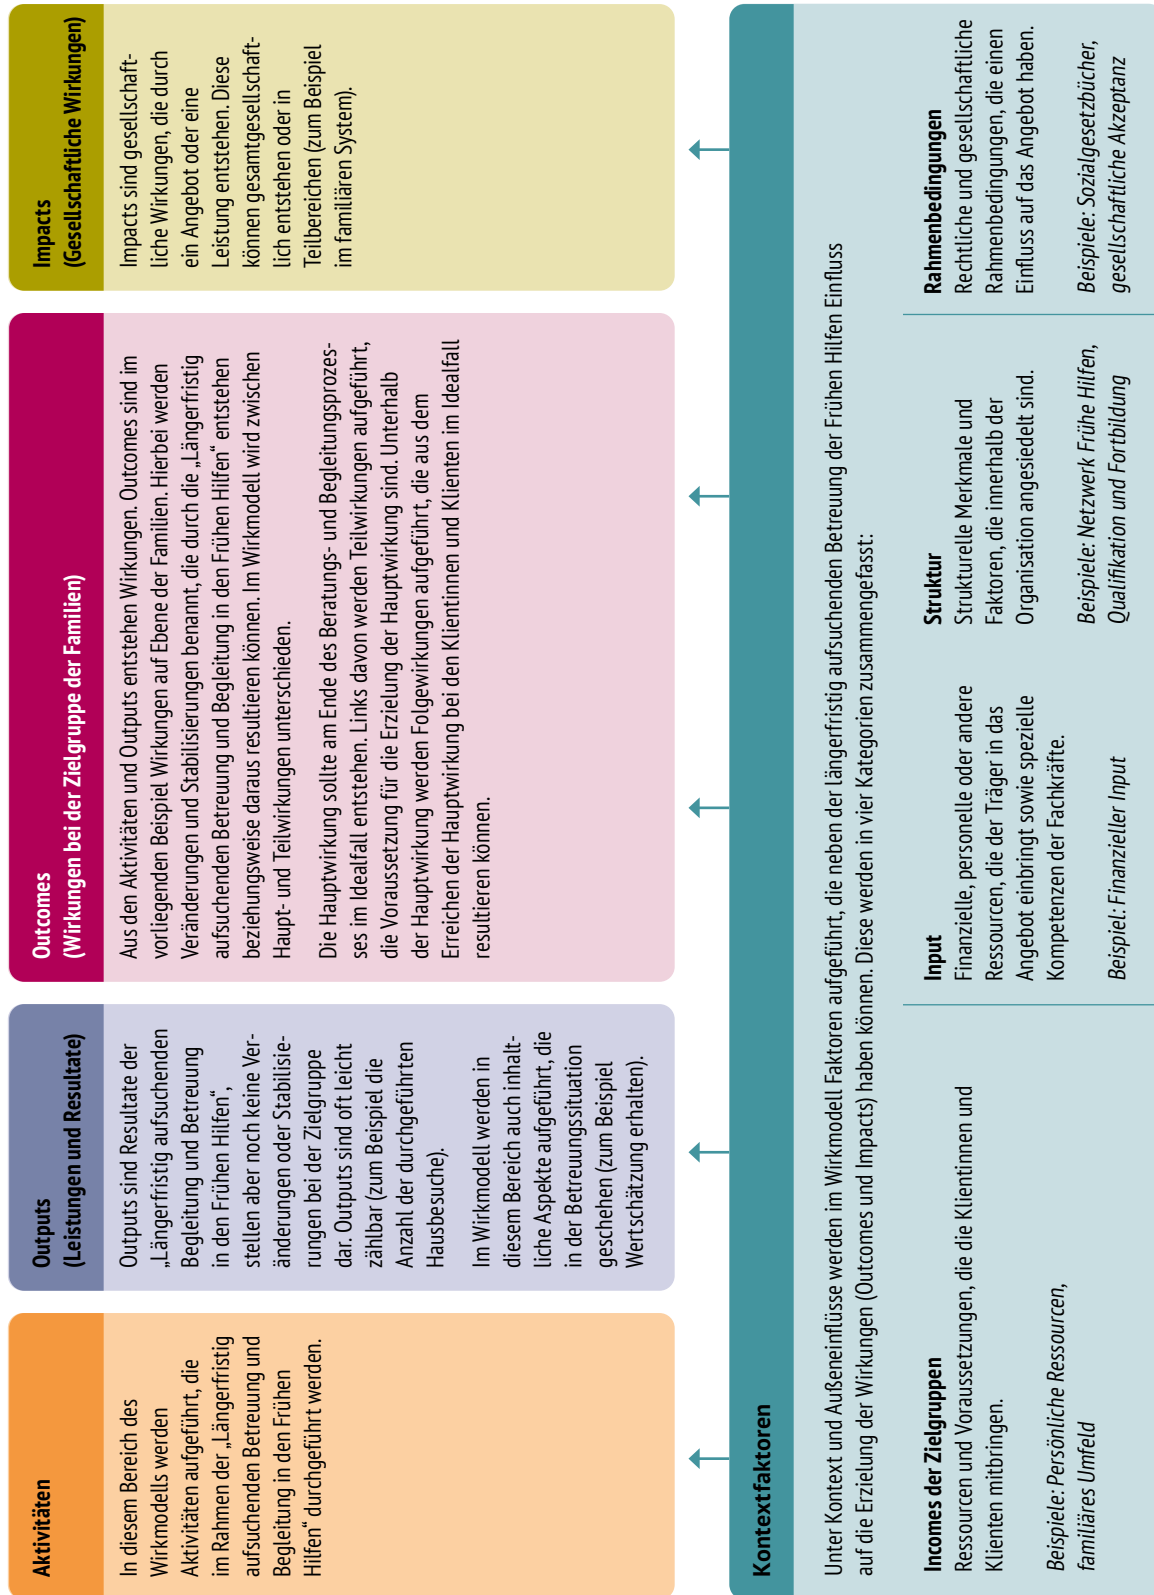 Aktivitäten
In diesem Bereich des
Wirkmodells werden
Aktivitäten aufgeführt, die
im Rahmen der „Längerfristig
aufsuchenden Betreuung und
Begleitung in den Frühen
Hilfen“ durchgeführt werden.
Outputs
(Leistungen und Resultate)
Outputs sind Resultate der
„Längerfristig aufsuchenden
Begleitung und Betreuung
in den Frühen Hilfen“,
stellen aber noch keine Ver-
änderungen oder Stabilisie-
rungen bei der Zielgruppe
dar. Outputs sind oft leicht
zählbar (zum Beispiel die
Anzahl der durchgeführten
Hausbesuche).
Im Wirkmodell werden in
diesem Bereich auch inhalt-
liche Aspekte aufgeführt, die
in der Betreuungssituation
geschehen (zum Beispiel
Wertschätzung erhalten).
Outcomes
(Wirkungen bei der Zielgruppe der Familien)
Aus den Aktivitäten und Outputs entstehen Wirkungen. Outcomes sind im
vorliegenden Beispiel Wirkungen auf Ebene der Familien. Hierbei werden
Veränderungen und Stabilisierungen benannt, die durch die „Längerfristig
aufsuchenden Betreuung und Begleitung in den Frühen Hilfen“ entstehen
beziehungsweise daraus resultieren können. Im Wirkmodell wird zwischen
Haupt- und Teilwirkungen unterschieden.
Die Hauptwirkung sollte am Ende des Beratungs- und Begleitungsprozes-
ses im Idealfall entstehen. Links davon werden Teilwirkungen aufgeführt,
die Voraussetzung für die Erzielung der Hauptwirkung sind. Unterhalb
der Hauptwirkung werden Folgewirkungen aufgeführt, die aus dem
Erreichen der Hauptwirkung bei den Klientinnen und Klienten im Idealfall
resultieren können.
Impacts
(Gesellschaftliche Wirkungen)
Impacts sind gesellschaft-
liche Wirkungen, die durch
ein Angebot oder eine
Leistung entstehen. Diese
können gesamtgesellschaft-
lich entstehen oder in
Teilbereichen (zum Beispiel
im familiären System).
Kontextfaktoren
Unter Kontext und Außeneinflüsse werden im Wirkmodell Faktoren aufgeführt, die neben der längerfristig aufsuchenden Betreuung der Frühen Hilfen Einfluss
auf die Erzielung der Wirkungen (Outcomes und Impacts) haben können. Diese werden in vier Kategorien zusammengefasst:
Incomes der Zielgruppen
Ressourcen und Voraussetzungen, die die Klientinnen und
Klienten mitbringen.
Beispiele: Persönliche Ressourcen,
familiäres Umfeld
Input
Finanzielle, personelle oder andere
Ressourcen, die der Träger in das
Angebot einbringt sowie spezielle
Kompetenzen der Fachkräfte.
Beispiel: Finanzieller Input
Struktur
Strukturelle Merkmale und
Faktoren, die innerhalb der
Organisation angesiedelt sind.
Beispiele: Netzwerk Frühe Hilfen,
Qualifikation und Fortbildung
Rahmenbedingungen
Rechtliche und gesellschaftliche
Rahmenbedingungen, die einen
Einfluss auf das Angebot haben.
Beispiele: Sozialgesetzbücher,
gesellschaftliche Akzeptanz